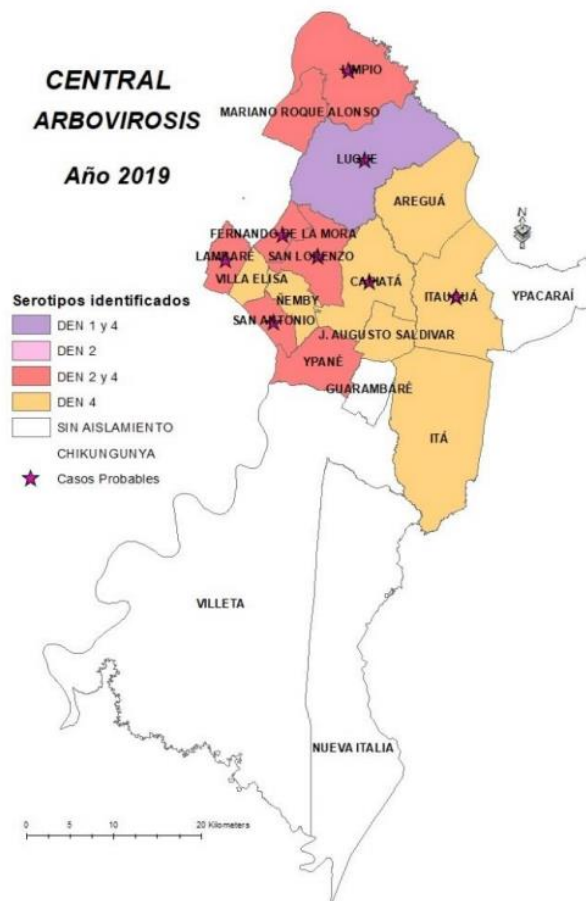 CENTRAL
ARBOVIROSIS
Año 2019
LIMPIO
MARIANO ROQUE ALONSO
LUQUE
AREGUÁ
N
FERNANDO DE LA MORA
LAMBARÉ
SAN LORENZO
VILLA ELISA
CAPIATÁ
ITAUGUÁ
YPACARAÍ
ÑEMBY
SAN ANTONIO
J. AUGUSTO SALDIVAR
YPANÉ
GUARAMBARÉ
ITÁ
Serotipos identificados
DEN 1 y 4
DEN 2
DEN 2 y 4
DEN 4
SIN AISLAMIENTO
CHIKUNGUNYA
Casos Probables
VILLETA
NUEVA ITALIA
0 5 10 20 Kilometers